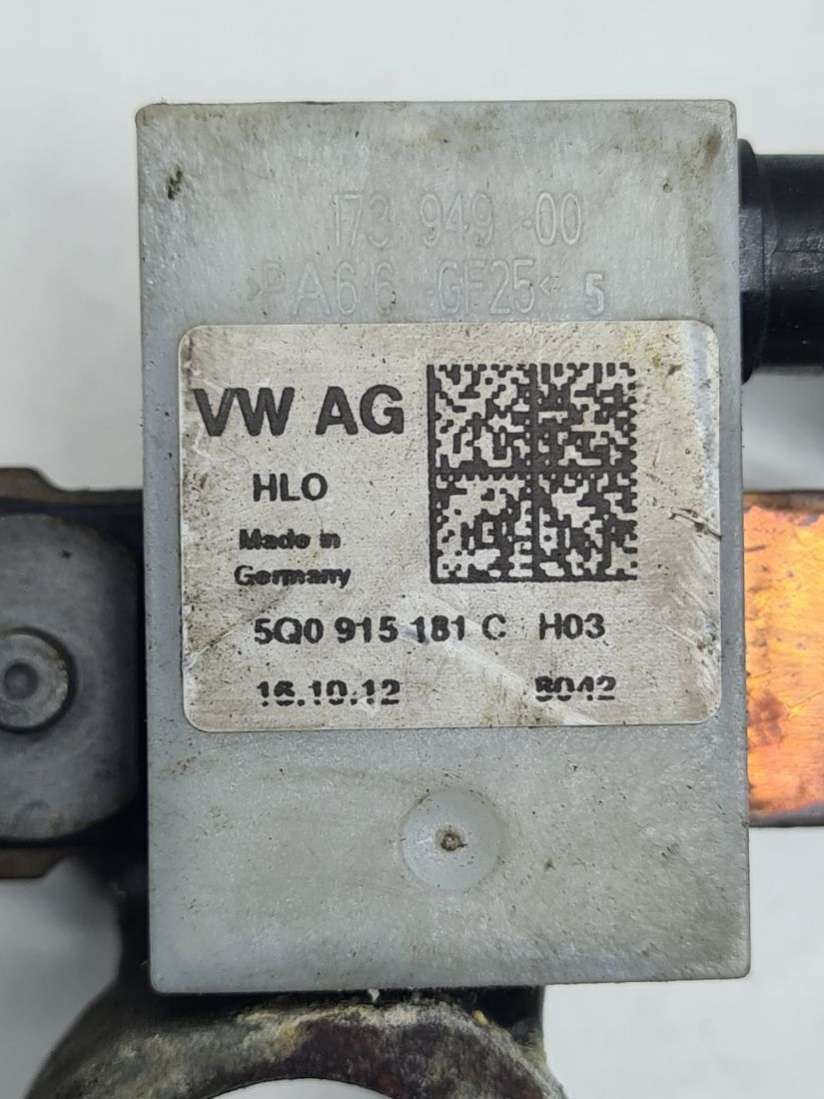 173 949-00
>PA66-GF25< 5
VW AG
HLO
Made in
Germany
5Q0 915 181 C H03
16.10.12 8042